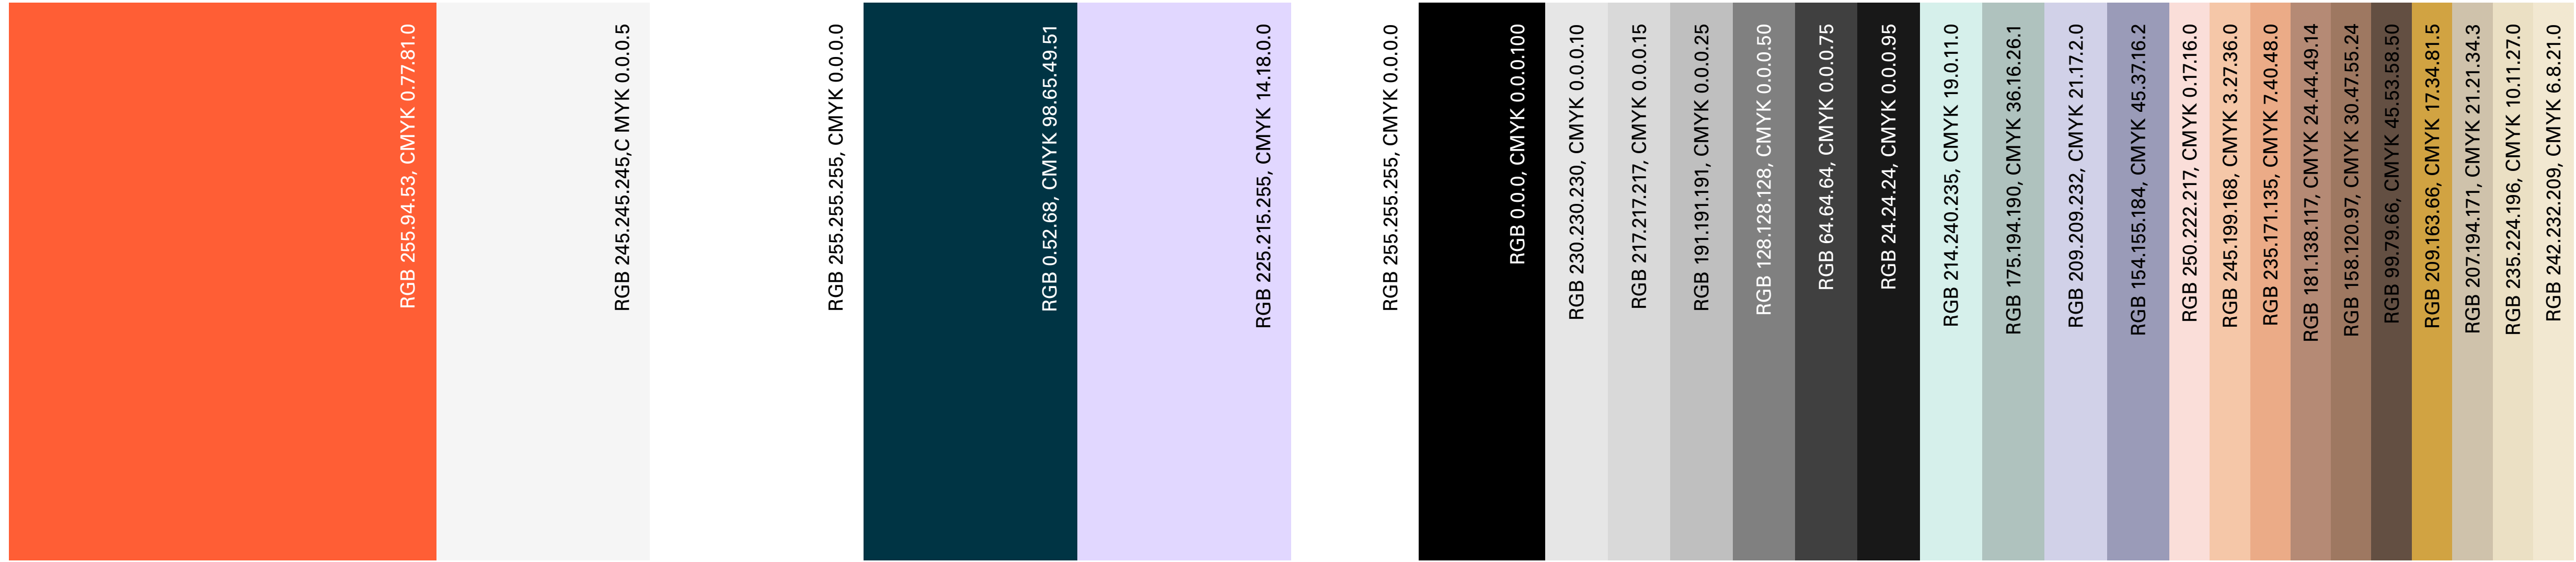 RGB 255.94.53, CMYK 0.77.81.0
RGB 245.245.245,C MYK 0.0.0.5
RGB 255.255.255, CMYK 0.0.0.0
RGB 0.52.68, CMYK 98.65.49.51
RGB 225.215.255, CMYK 14.18.0.0
RGB 255.255.255, CMYK 0.0.0.0
RGB 0.0.0, CMYK 0.0.0.100
RGB 230.230.230, CMYK 0.0.0.10
RGB 217.217.217, CMYK 0.0.0.15
RGB 191.191.191, CMYK 0.0.0.25
RGB 128.128.128, CMYK 0.0.0.50
RGB 64.64.64, CMYK 0.0.0.75
RGB 24.24.24, CMYK 0.0.0.95
RGB 214.240.235, CMYK 19.0.11.0
RGB 175.194.190, CMYK 36.16.26.1
RGB 209.209.232, CMYK 21.17.2.0
RGB 154.155.184, CMYK 45.37.16.2
RGB 250.222.217, CMYK 0.17.16.0
RGB 245.199.168, CMYK 3.27.36.0
RGB 235.171.135, CMYK 7.40.48.0
RGB 181.138.117, CMYK 24.44.49.14
RGB 158.120.97, CMYK 30.47.55.24
RGB 99.79.66, CMYK 45.53.58.50
RGB 209.163.66, CMYK 17.34.81.5
RGB 207.194.171, CMYK 21.21.34.3
RGB 235.224.196, CMYK 10.11.27.0
RGB 242.232.209, CMYK 6.8.21.0